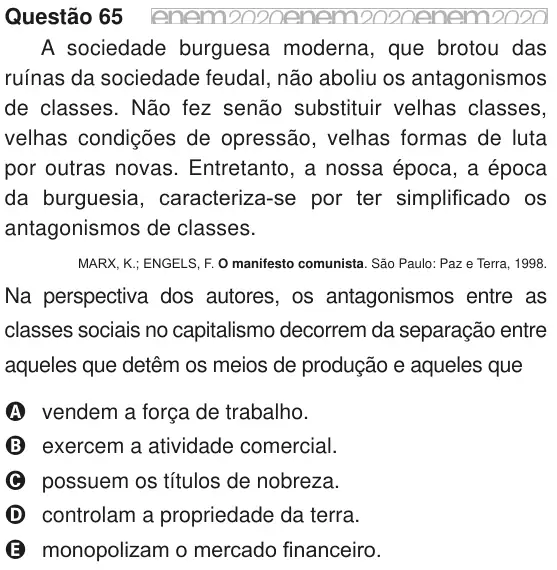 Questão 65 enem2020enem2020enem2020
A sociedade burguesa moderna, que brotou das
ruínas da sociedade feudal, não aboliu os antagonismos
de classes. Não fez senão substituir velhas classes,
velhas condições de opressão, velhas formas de luta
por outras novas. Entretanto, a nossa época, a época
da burguesia, caracteriza-se por ter simplificado os
antagonismos de classes.
MARX, K.; ENGELS, F. O manifesto comunista. São Paulo: Paz e Terra, 1998.
Na perspectiva dos autores, os antagonismos entre as
classes sociais no capitalismo decorrem da separação entre
aqueles que detêm os meios de produção e aqueles que
A vendem a força de trabalho.
B exercem a atividade comercial.
C possuem os títulos de nobreza.
D controlam a propriedade da terra.
E monopolizam o mercado financeiro.